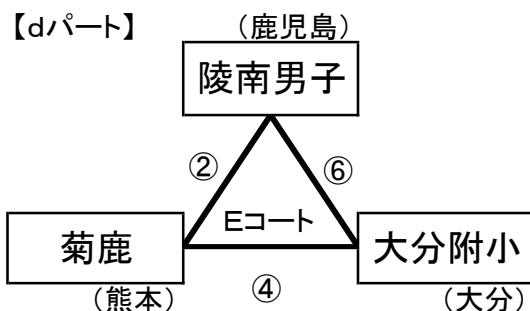 【dパート】
(鹿児島)
陵南男子
②
⑥
Eコート
菊鹿
大分附小
(熊本)
④
(大分)